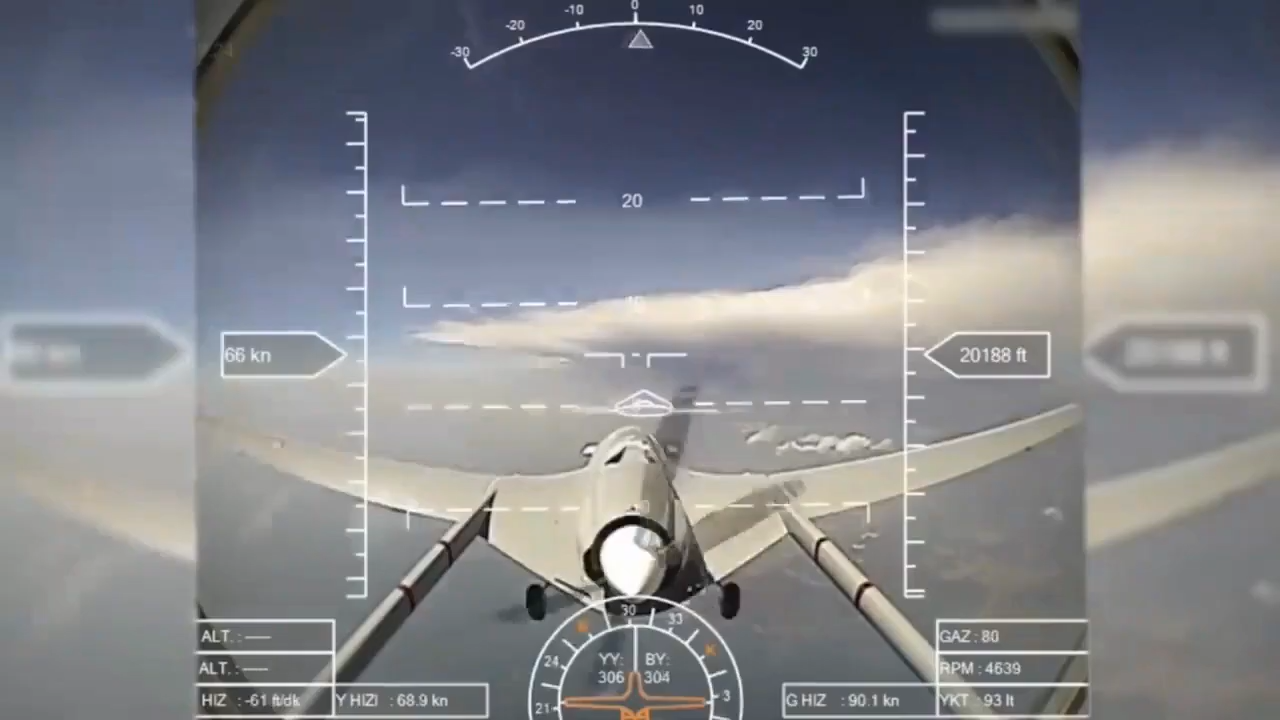 0
-10 10
-20 20
-30 30
20
10
66 kn
20188 ft
30
33
24
3
21
YY: 306
BY: 304
ALT. : -----
ALT. : -----
HIZ : -61 ft/dk
Y HIZI : 68.9 kn
G HIZ : 90.1 kn
GAZ : 80
RPM : 4639
YKT : 93 lt
B
K